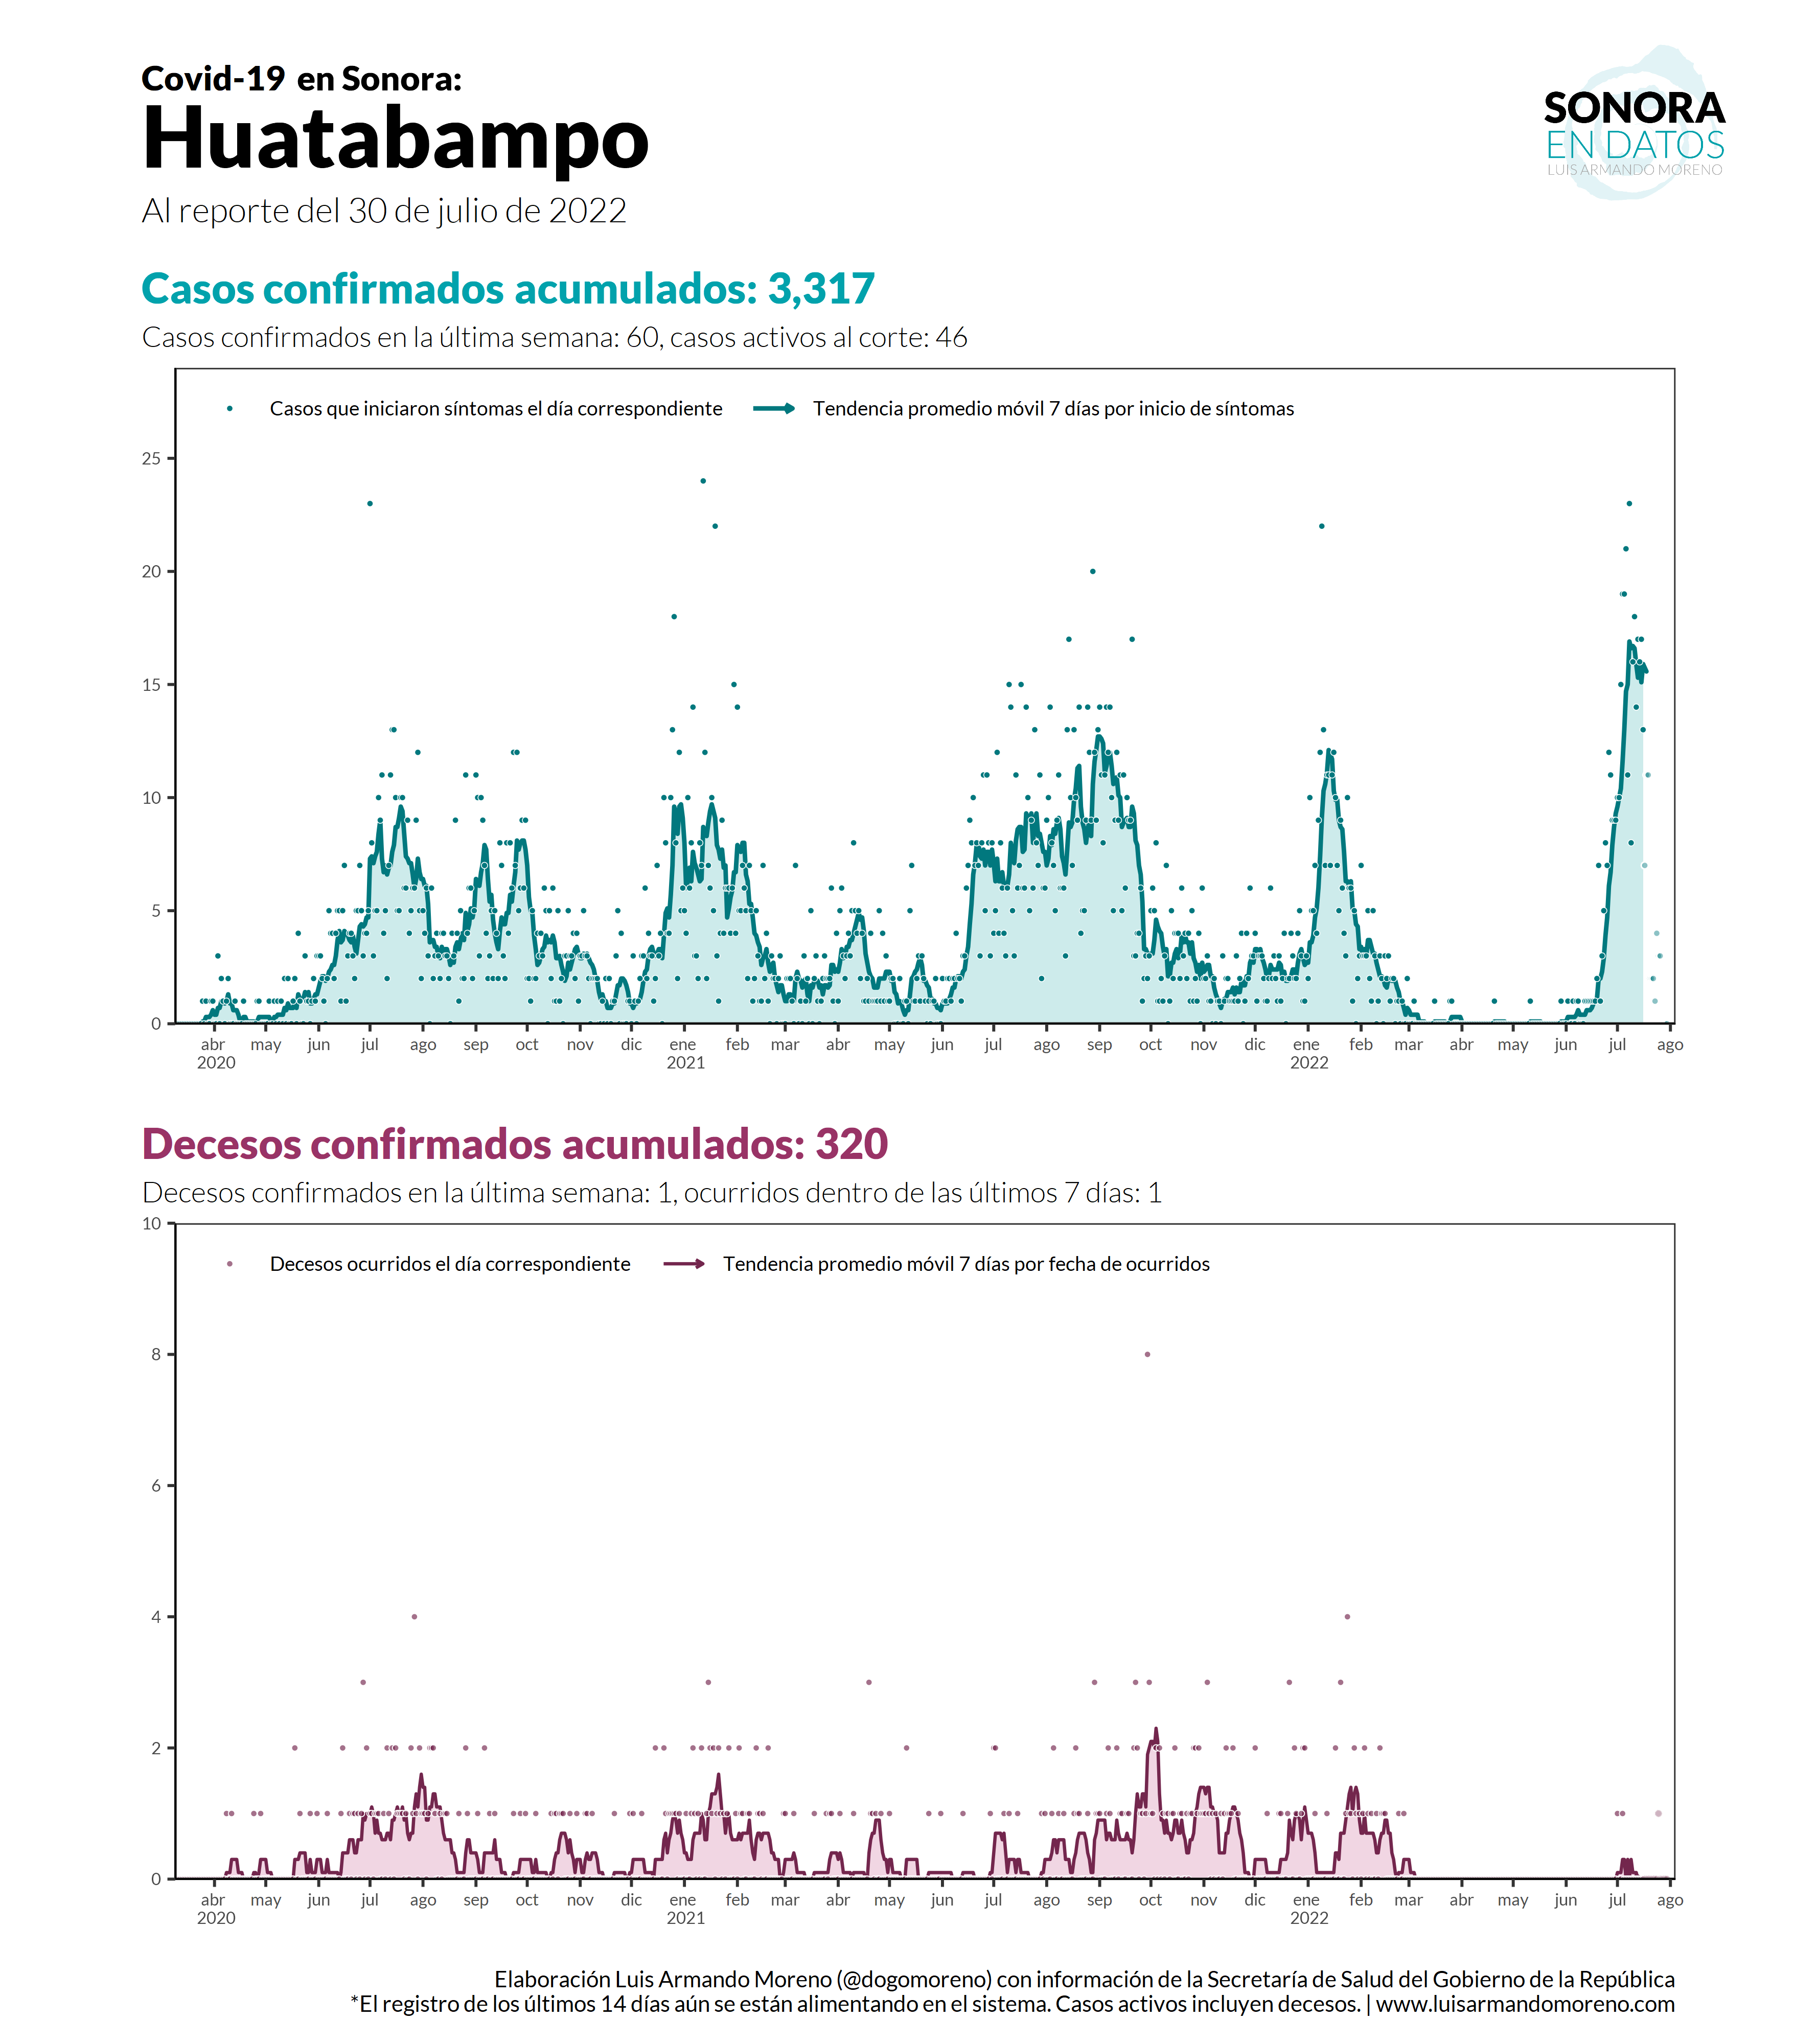 Covid-19 en Sonora:
Huatabampo
Al reporte del 30 de julio de 2022
SONORA
EN DATOS
LUIS ARMANDO MORENO
Casos confirmados acumulados: 3,317
Casos confirmados en la última semana: 60, casos activos al corte: 46
Casos que iniciaron síntomas el día correspondiente
Tendencia promedio móvil 7 días por inicio de síntomas
25
20
15
10
5
0
abr may jun jul ago sep oct nov dic ene feb mar abr may jun jul ago sep oct nov dic ene feb mar abr may jun jul ago
2020 2021 2022
Decesos confirmados acumulados: 320
Decesos confirmados en la última semana: 1, ocurridos dentro de las últimos 7 días: 1
Decesos ocurridos el día correspondiente
Tendencia promedio móvil 7 días por fecha de ocurridos
10
8
6
4
2
0
abr may jun jul ago sep oct nov dic ene feb mar abr may jun jul ago sep oct nov dic ene feb mar abr may jun jul ago
2020 2021 2022
Elaboración Luis Armando Moreno (@dogomoreno) con información de la Secretaría de Salud del Gobierno de la República
*El registro de los últimos 14 días aún se están alimentando en el sistema. Casos activos incluyen decesos. | www.luisarmandomoreno.com